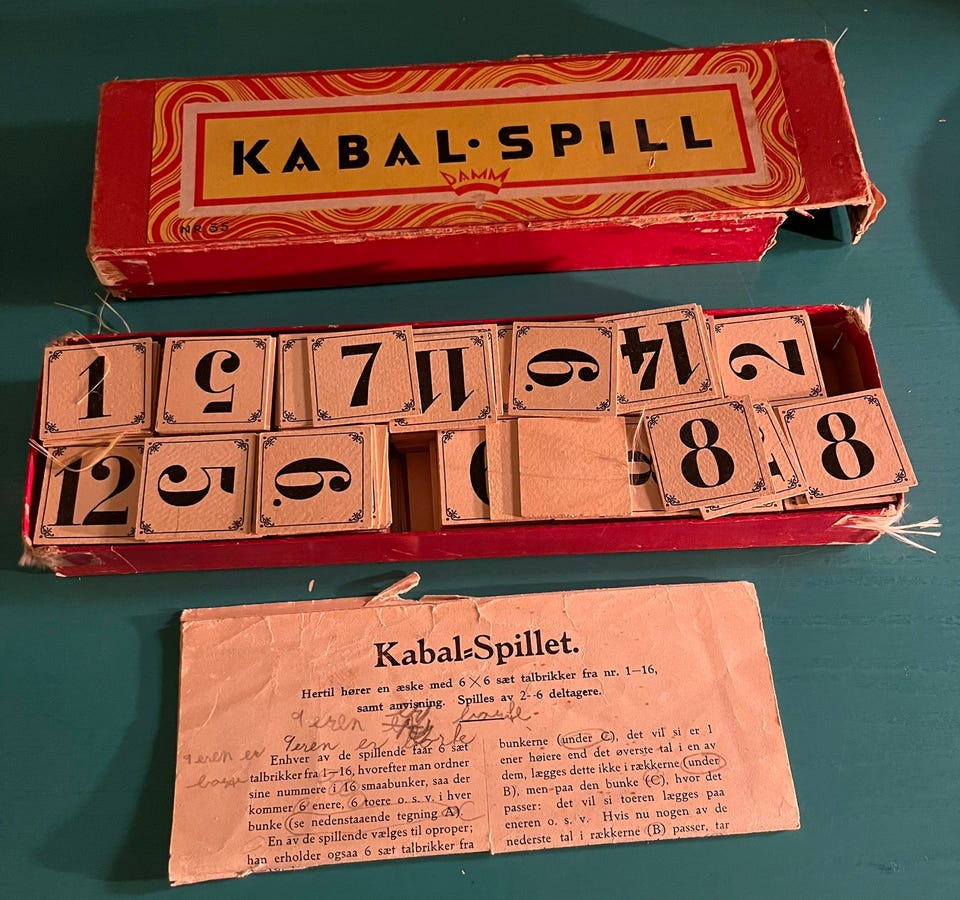 KABAL·SPILL
DAMM
NR 35
1
5
7
11
6
14
2
12
5
6
8
8
Kabal=Spillet.
Hertil hører en æske med 6×6 sæt talbrikker fra nr. 1—16,
samt anvisning. Spilles av 2--6 deltagere.
9eren
9eren er
9eren er
Enhver av de spillende faar 6 sæt
talbrikker fra 1—16, hvorefter man ordner
sine nummere i 16 smaabunker, saa der
kommer 6 enere, 6 toere o. s. v. i hver
bunke (se nedenstaaende tegning A).
En av de spillende vælges til oproper;
han erholder ogsaa 6 sæt talbrikker fra
bunkerne (under C), det vil si er 1
ener høiere end det øverste tal i en av
dem, lægges dette ikke i rækkerne (under
B), men paa den bunke (C), hvor det
passer: det vil si toeren lægges paa
eneren o. s. v. Hvis nu nogen av de
nederste tal i rækkerne (B) passer, tar